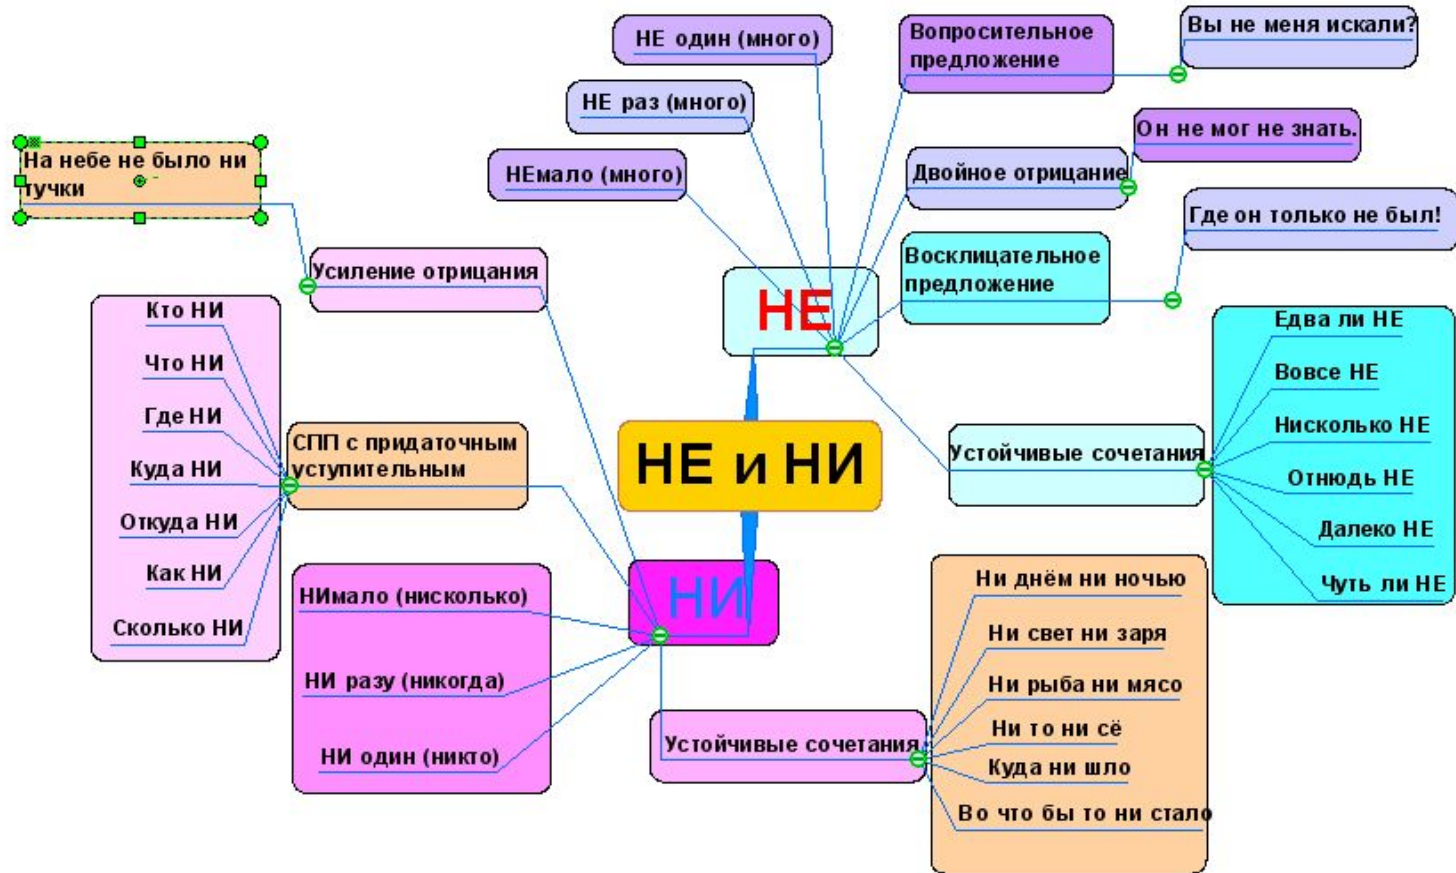 НЕ и НИ
НЕ
НЕ один (много)
НЕ раз (много)
НЕмало (много)
Вопросительное
предложение
Вы не меня искали?
Двойное отрицание
Он не мог не знать.
Восклицательное
предложение
Где он только не был!
Устойчивые сочетания
Едва ли НЕ
Вовсе НЕ
Нисколько НЕ
Отнюдь НЕ
Далеко НЕ
Чуть ли НЕ
НИ
Усиление отрицания
На небе не было ни
тучки
СПП с придаточным
уступительным
Кто НИ
Что НИ
Где НИ
Куда НИ
Откуда НИ
Как НИ
Сколько НИ
НИмало (нисколько)
НИ разу (никогда)
НИ один (никто)
Устойчивые сочетания
Ни днём ни ночью
Ни свет ни заря
Ни рыба ни мясо
Ни то ни сё
Куда ни шло
Во что бы то ни стало